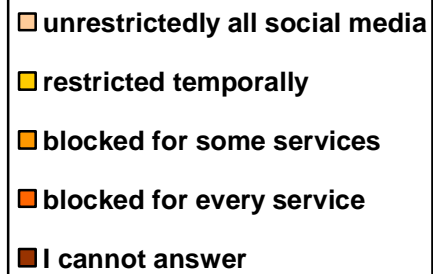 unrestrictedly all social media
restricted temporally
blocked for some services
blocked for every service
I cannot answer